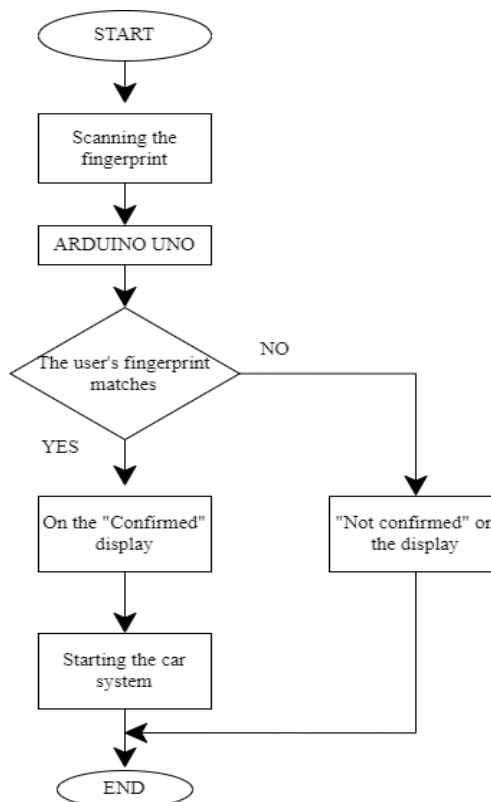 START
Scanning the
fingerprint
ARDUINO UNO
The user's fingerprint
matches
NO
YES
On the "Confirmed"
display
"Not confirmed" on
the display
Starting the car
system
END